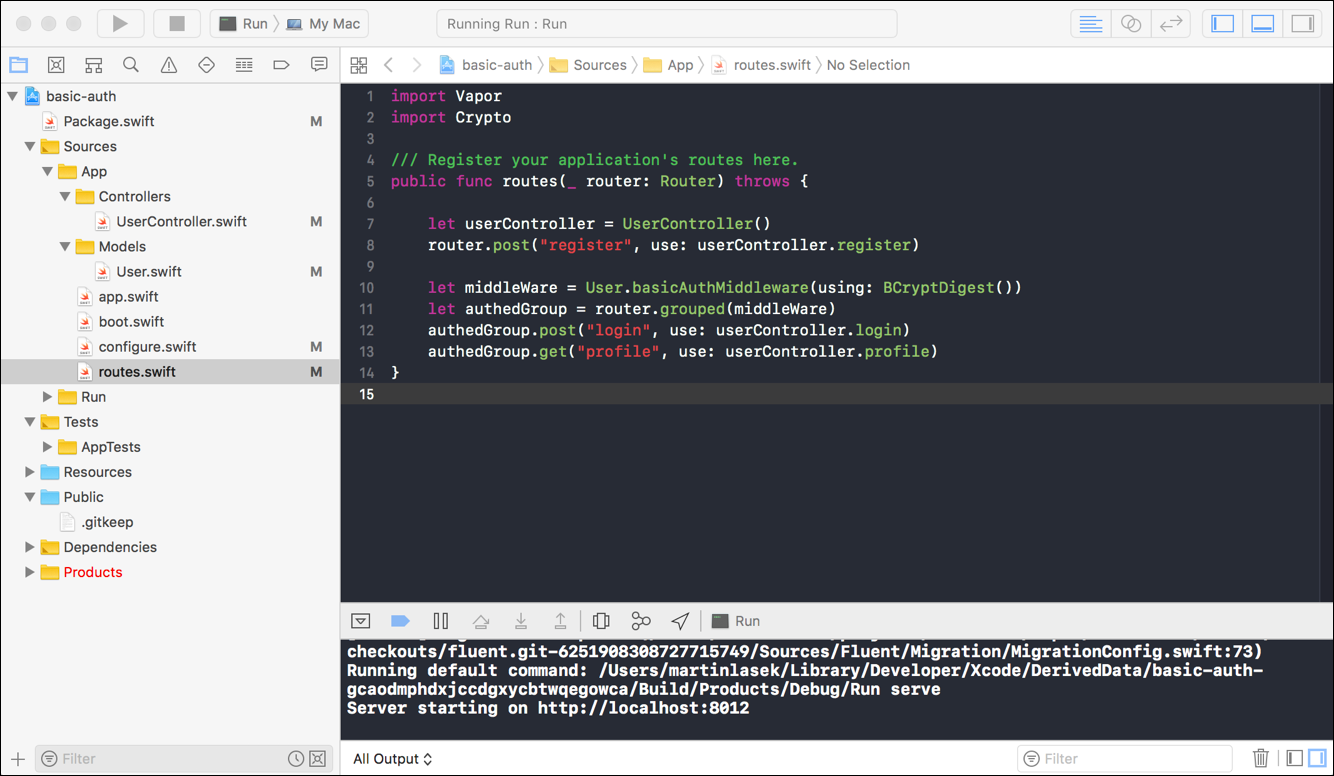 Run My Mac
Running Run : Run
basic-auth Sources App routes.swift No Selection
basic-auth
Package.swift M
Sources
App
Controllers
UserController.swift M
Models
User.swift M
app.swift
boot.swift
configure.swift M
routes.swift M
Run
Tests
AppTests
Resources
Public
.gitkeep
Dependencies
Products
Filter
1 import Vapor
2 import Crypto
3
4 /// Register your application's routes here.
5 public func routes(_ router: Router) throws {
6
7 let userController = UserController()
8 router.post("register", use: userController.register)
9
10 let middleWare = User.basicAuthMiddleware(using: BCryptDigest())
11 let authedGroup = router.grouped(middleWare)
12 authedGroup.post("login", use: userController.login)
13 authedGroup.get("profile", use: userController.profile)
14 }
15
Run
checkouts/fluent.git-6251908308727715749/Sources/Fluent/Migration/MigrationConfig.swift:73)
Running default command: /Users/martinlasek/Library/Developer/Xcode/DerivedData/basic-auth-
gcaodmphdxjccdgxycbtwqegowca/Build/Products/Debug/Run serve
Server starting on http://localhost:8012
All Output
Filter